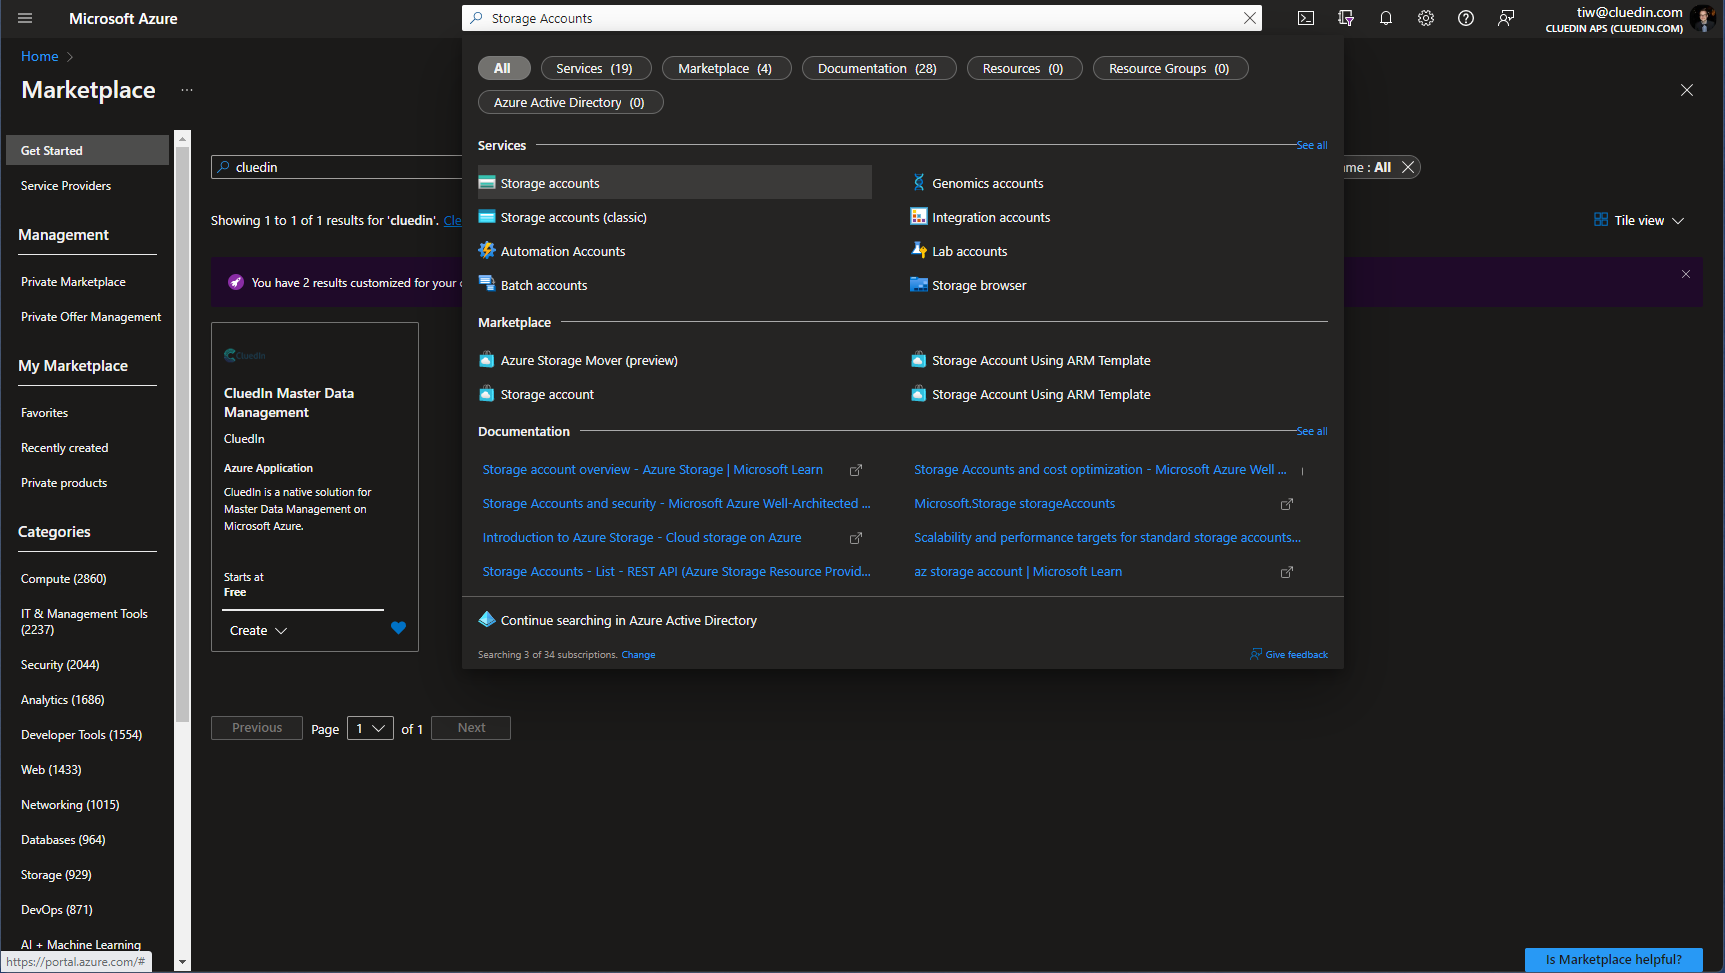 Microsoft Azure
Storage Accounts
tiw@cluedin.com
CLUEDIN APS (CLUEDIN.COM)
Home
Marketplace
All
Services (19)
Marketplace (4)
Documentation (28)
Resources (0)
Resource Groups (0)
Azure Active Directory (0)
Get Started
Service Providers
Management
Private Marketplace
Private Offer Management
My Marketplace
Favorites
Recently created
Private products
Categories
Compute (2860)
IT & Management Tools
(2237)
Security (2044)
Analytics (1686)
Developer Tools (1554)
Web (1433)
Networking (1015)
Databases (964)
Storage (929)
DevOps (871)
AI + Machine Learning
https://portal.azure.com/#
cluedin
me : All
Showing 1 to 1 of 1 results for 'cluedin'. Cle
Tile view
You have 2 results customized for your
CluedIn
CluedIn Master Data
Management
CluedIn
Azure Application
CluedIn is a native solution for
Master Data Management on
Microsoft Azure.
Starts at
Free
Create
Previous
Page
1
of 1
Next
Services
See all
Storage accounts
Genomics accounts
Storage accounts (classic)
Integration accounts
Automation Accounts
Lab accounts
Batch accounts
Storage browser
Marketplace
Azure Storage Mover (preview)
Storage Account Using ARM Template
Storage account
Storage Account Using ARM Template
Documentation
See all
Storage account overview - Azure Storage | Microsoft Learn
Storage Accounts and cost optimization - Microsoft Azure Well ...
Storage Accounts and security - Microsoft Azure Well-Architected ...
Microsoft.Storage storageAccounts
Introduction to Azure Storage - Cloud storage on Azure
Scalability and performance targets for standard storage accounts...
Storage Accounts - List - REST API (Azure Storage Resource Provid...
az storage account | Microsoft Learn
Continue searching in Azure Active Directory
Searching 3 of 34 subscriptions. Change
Give feedback
Is Marketplace helpful?